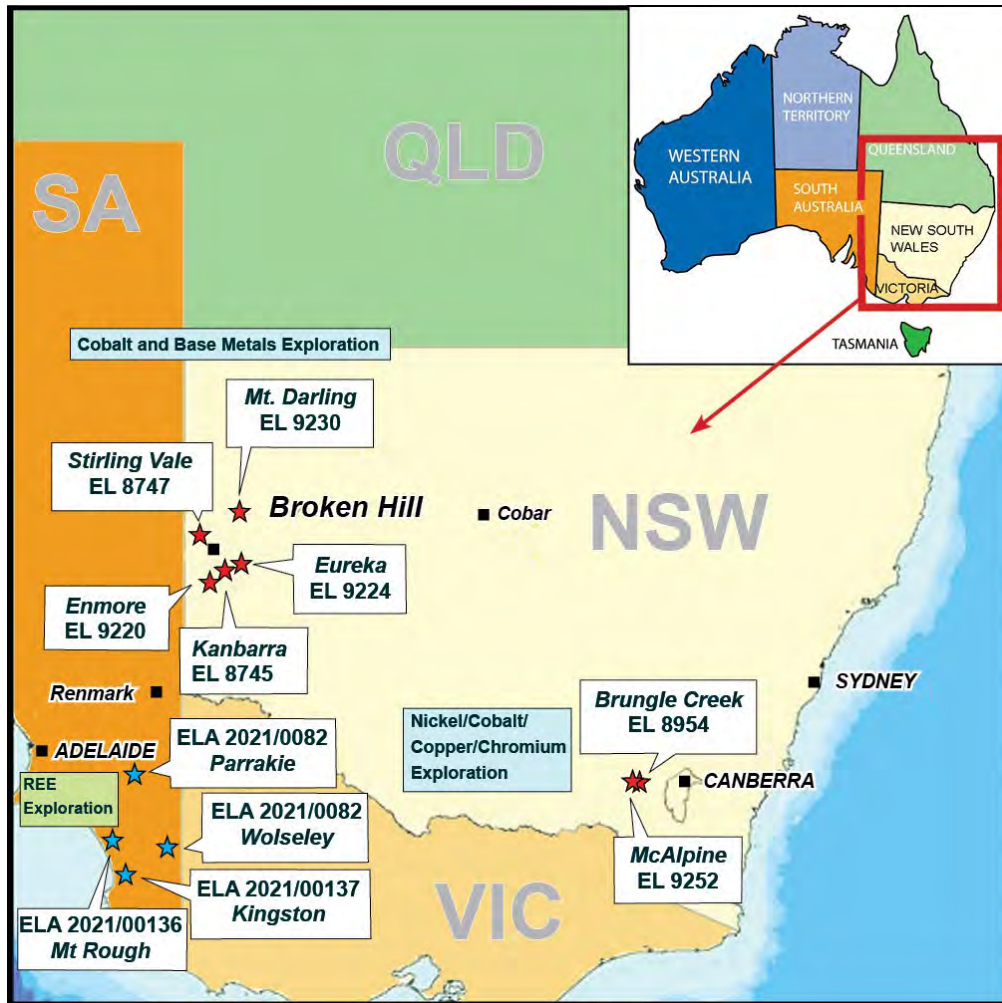 QLD
SA
NSW
VIC
WESTERN
AUSTRALIA
NORTHERN
TERRITORY
QUEENSLAND
SOUTH
AUSTRALIA
NEW SOUTH
WALES
VICTORIA
TASMANIA
Cobalt and Base Metals Exploration
Mt. Darling
EL 9230
Stirling Vale
EL 8747
Broken Hill
Cobar
Eureka
EL 9224
Enmore
EL 9220
Kanbarra
EL 8745
Renmark
SYDNEY
Brungle Creek
EL 8954
Nickel/Cobalt/
Copper/Chromium
Exploration
ADELAIDE
ELA 2021/0082
Parrakie
CANBERRA
REE
Exploration
ELA 2021/0082
Wolseley
McAlpine
EL 9252
ELA 2021/00137
Kingston
ELA 2021/00136
Mt Rough